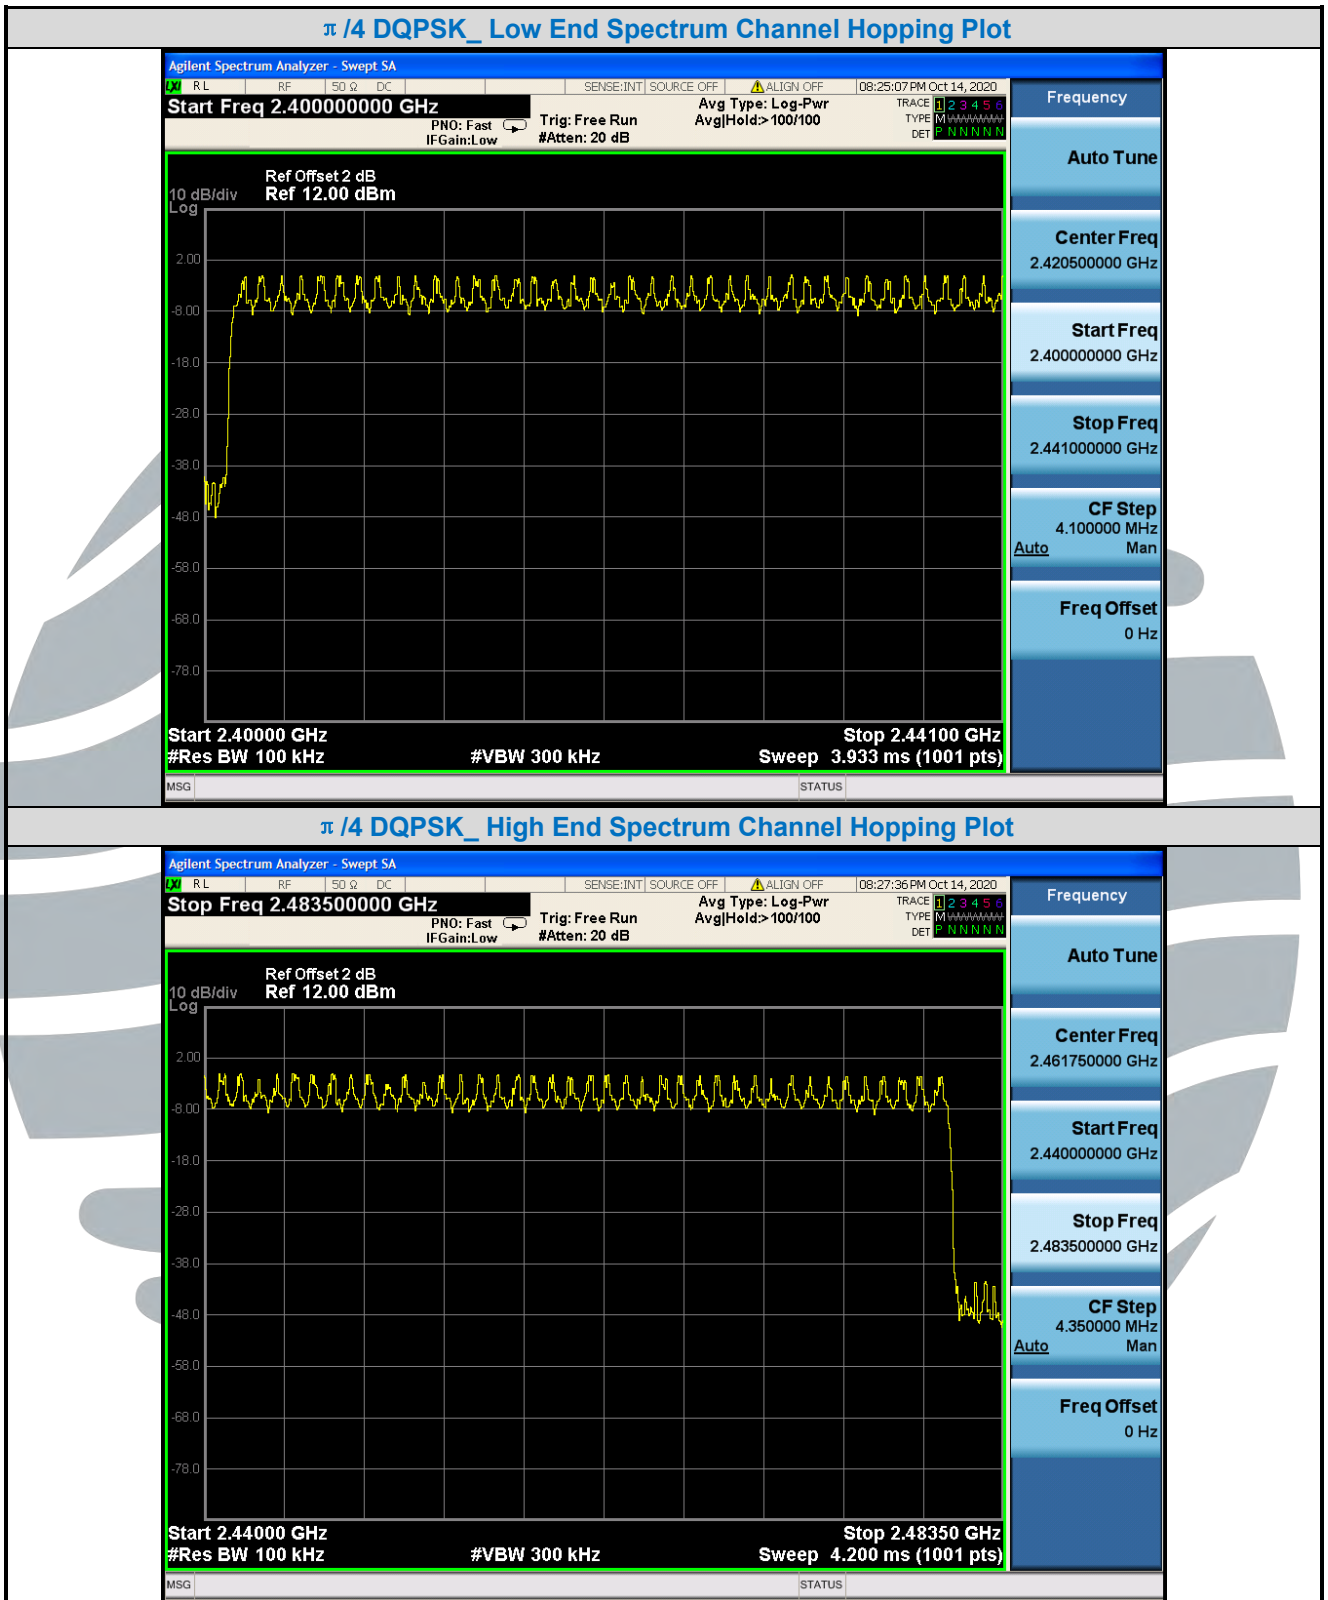 π /4 DQPSK_ Low End Spectrum Channel Hopping Plot
Agilent Spectrum Analyzer - Swept SA
LXI RL RF 50 Ω DC SENSE:INT SOURCE OFF ALIGN OFF 08:25:07 PM Oct 14, 2020
Start Freq 2.400000000 GHz
PNO: Fast
IFGain:Low
Trig: Free Run
#Atten: 20 dB
Avg Type: Log-Pwr
Avg|Hold:>100/100
TRACE 1 2 3 4 5 6
TYPE M
DET P N N N N N
Ref Offset 2 dB
10 dB/div Ref 12.00 dBm
Log
2.00
-8.00
-18.0
-28.0
-38.0
-48.0
-58.0
-68.0
-78.0
Start 2.40000 GHz Stop 2.44100 GHz
#Res BW 100 kHz #VBW 300 kHz Sweep 3.933 ms (1001 pts)
MSG STATUS
Frequency
Auto Tune
Center Freq
2.420500000 GHz
Start Freq
2.400000000 GHz
Stop Freq
2.441000000 GHz
CF Step
4.100000 MHz
Auto Man
Freq Offset
0 Hz
π /4 DQPSK_ High End Spectrum Channel Hopping Plot
Agilent Spectrum Analyzer - Swept SA
LXI RL RF 50 Ω DC SENSE:INT SOURCE OFF ALIGN OFF 08:27:36 PM Oct 14, 2020
Stop Freq 2.483500000 GHz
PNO: Fast
IFGain:Low
Trig: Free Run
#Atten: 20 dB
Avg Type: Log-Pwr
Avg|Hold:>100/100
TRACE 1 2 3 4 5 6
TYPE M
DET P N N N N N
Ref Offset 2 dB
10 dB/div Ref 12.00 dBm
Log
2.00
-8.00
-18.0
-28.0
-38.0
-48.0
-58.0
-68.0
-78.0
Start 2.44000 GHz Stop 2.48350 GHz
#Res BW 100 kHz #VBW 300 kHz Sweep 4.200 ms (1001 pts)
MSG STATUS
Frequency
Auto Tune
Center Freq
2.461750000 GHz
Start Freq
2.440000000 GHz
Stop Freq
2.483500000 GHz
CF Step
4.350000 MHz
Auto Man
Freq Offset
0 Hz